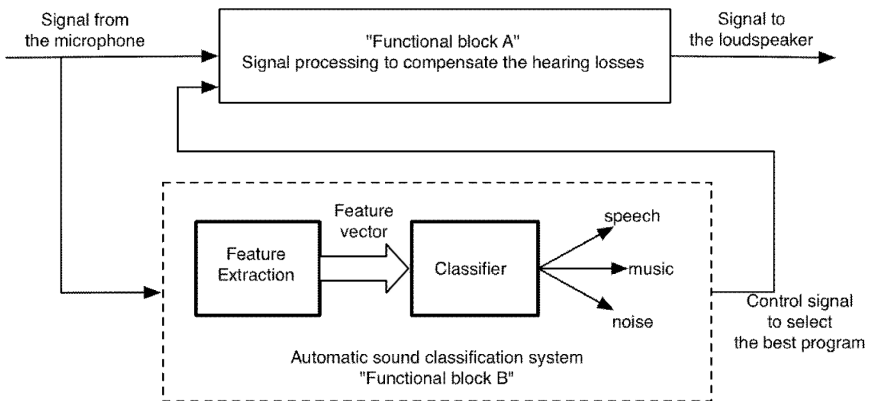 Signal from
the microphone
"Functional block A"
Signal processing to compensate the hearing losses
Signal to
the loudspeaker
Feature
Extraction
Feature
vector
Classifier
speech
music
noise
Automatic sound classification system
"Functional block B"
Control signal
to select
the best program